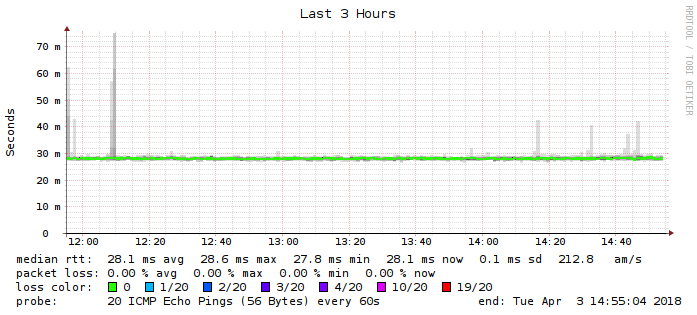 Last 3 Hours
RRDTOOL / TOBI OETIKER
Seconds
70 m
60 m
50 m
40 m
30 m
20 m
10 m
0
12:00 12:20 12:40 13:00 13:20 13:40 14:00 14:20 14:40
median rtt: 28.1 ms avg 28.6 ms max 27.8 ms min 28.1 ms now 0.1 ms sd 212.8 am/s
packet loss: 0.00 % avg 0.00 % max 0.00 % min 0.00 % now
loss color: 0 1/20 2/20 3/20 4/20 10/20 19/20
probe: 20 ICMP Echo Pings (56 Bytes) every 60s end: Tue Apr 3 14:55:04 2018